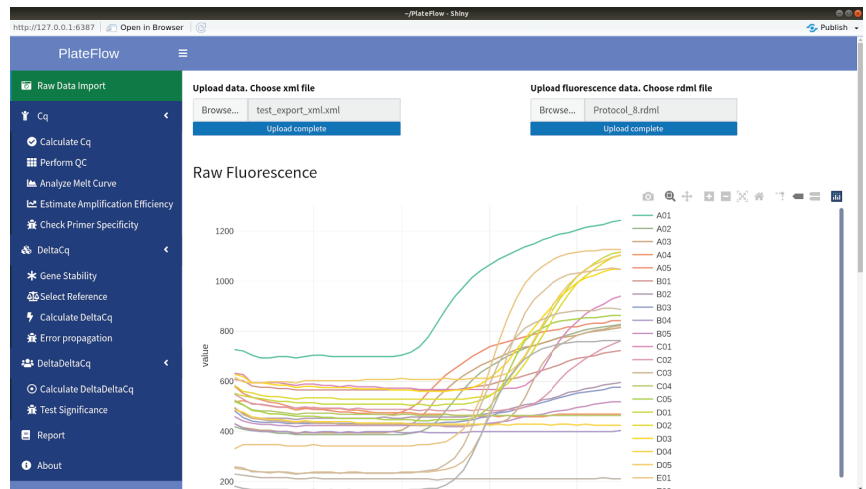 ~/PlateFlow - Shiny
http://127.0.0.1:6387 Open in Browser Publish
PlateFlow
Raw Data Import
Cq
Calculate Cq
Perform QC
Analyze Melt Curve
Estimate Amplification Efficiency
Check Primer Specificity
DeltaCq
Gene Stability
Select Reference
Calculate DeltaCq
Error propagation
DeltaDeltaCq
Calculate DeltaDeltaCq
Test Significance
Report
About
Upload data. Choose xml file
Browse... test_export_xml.xml
Upload complete
Upload fluorescence data. Choose rdml file
Browse... Protocol_8.rdml
Upload complete
Raw Fluorescence
value
1200
1000
800
600
400
200
A01
A02
A03
A04
A05
B01
B02
B03
B04
B05
C01
C02
C03
C04
C05
D01
D02
D03
D04
D05
E01